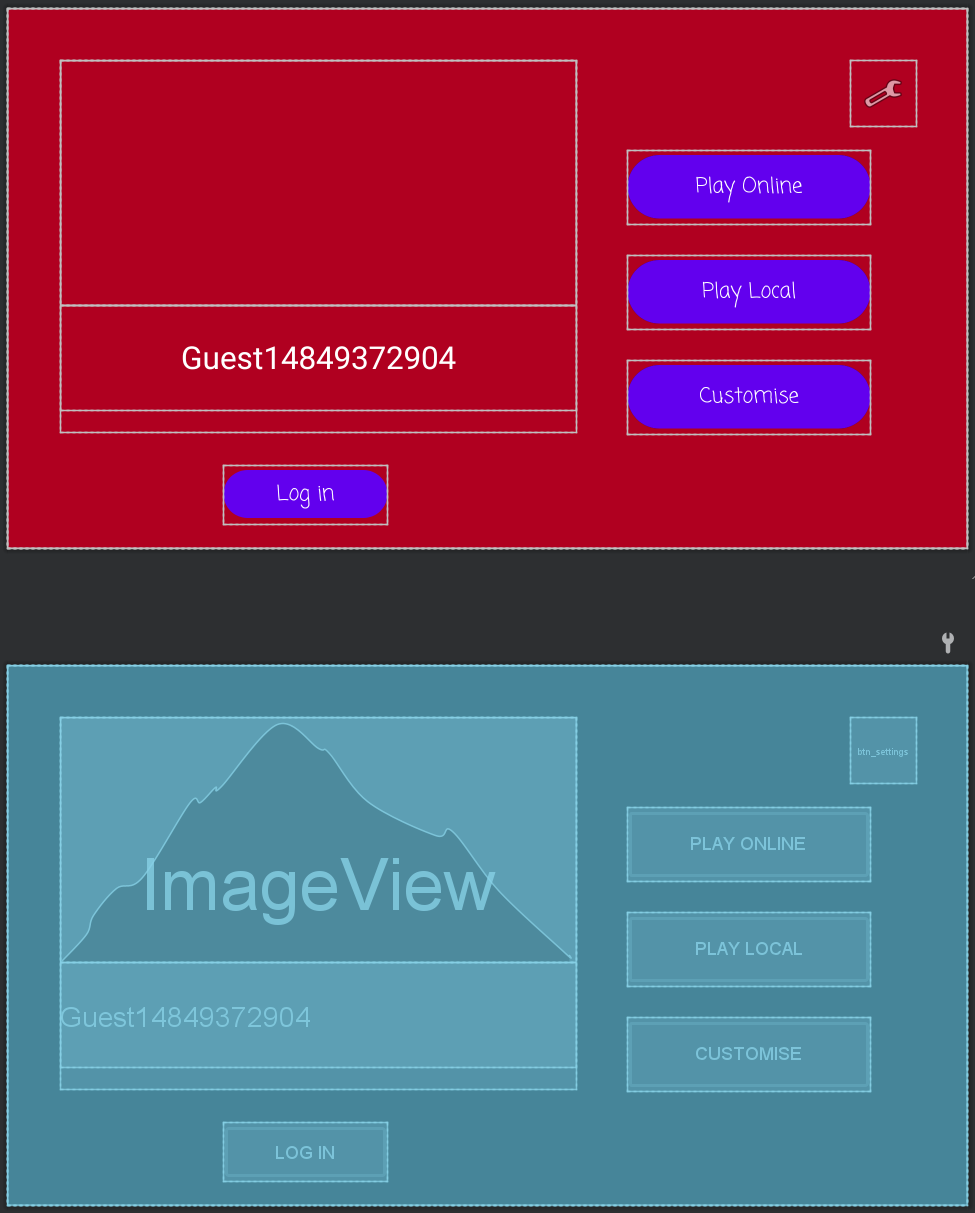 Play Online
Play Local
Guest14849372904
Customise
Log in
btn_settings
PLAY ONLINE
ImageView
PLAY LOCAL
Guest14849372904
CUSTOMISE
LOG IN